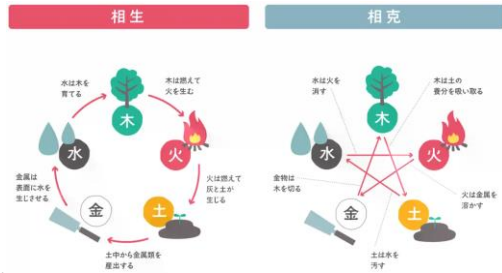 相生
水は木を
育てる
木は燃えて
火を生む
木
火
火は燃えて
灰と土が
生じる
土
土中から金属類を
産出する
金
金属は
表面に水を
生じさせる
水
相克
水は火を
消す
木は土の
養分を吸い取る
木
水
火
金物は
木を切る
火は金属を
溶かす
金
土
土は水を
汚す